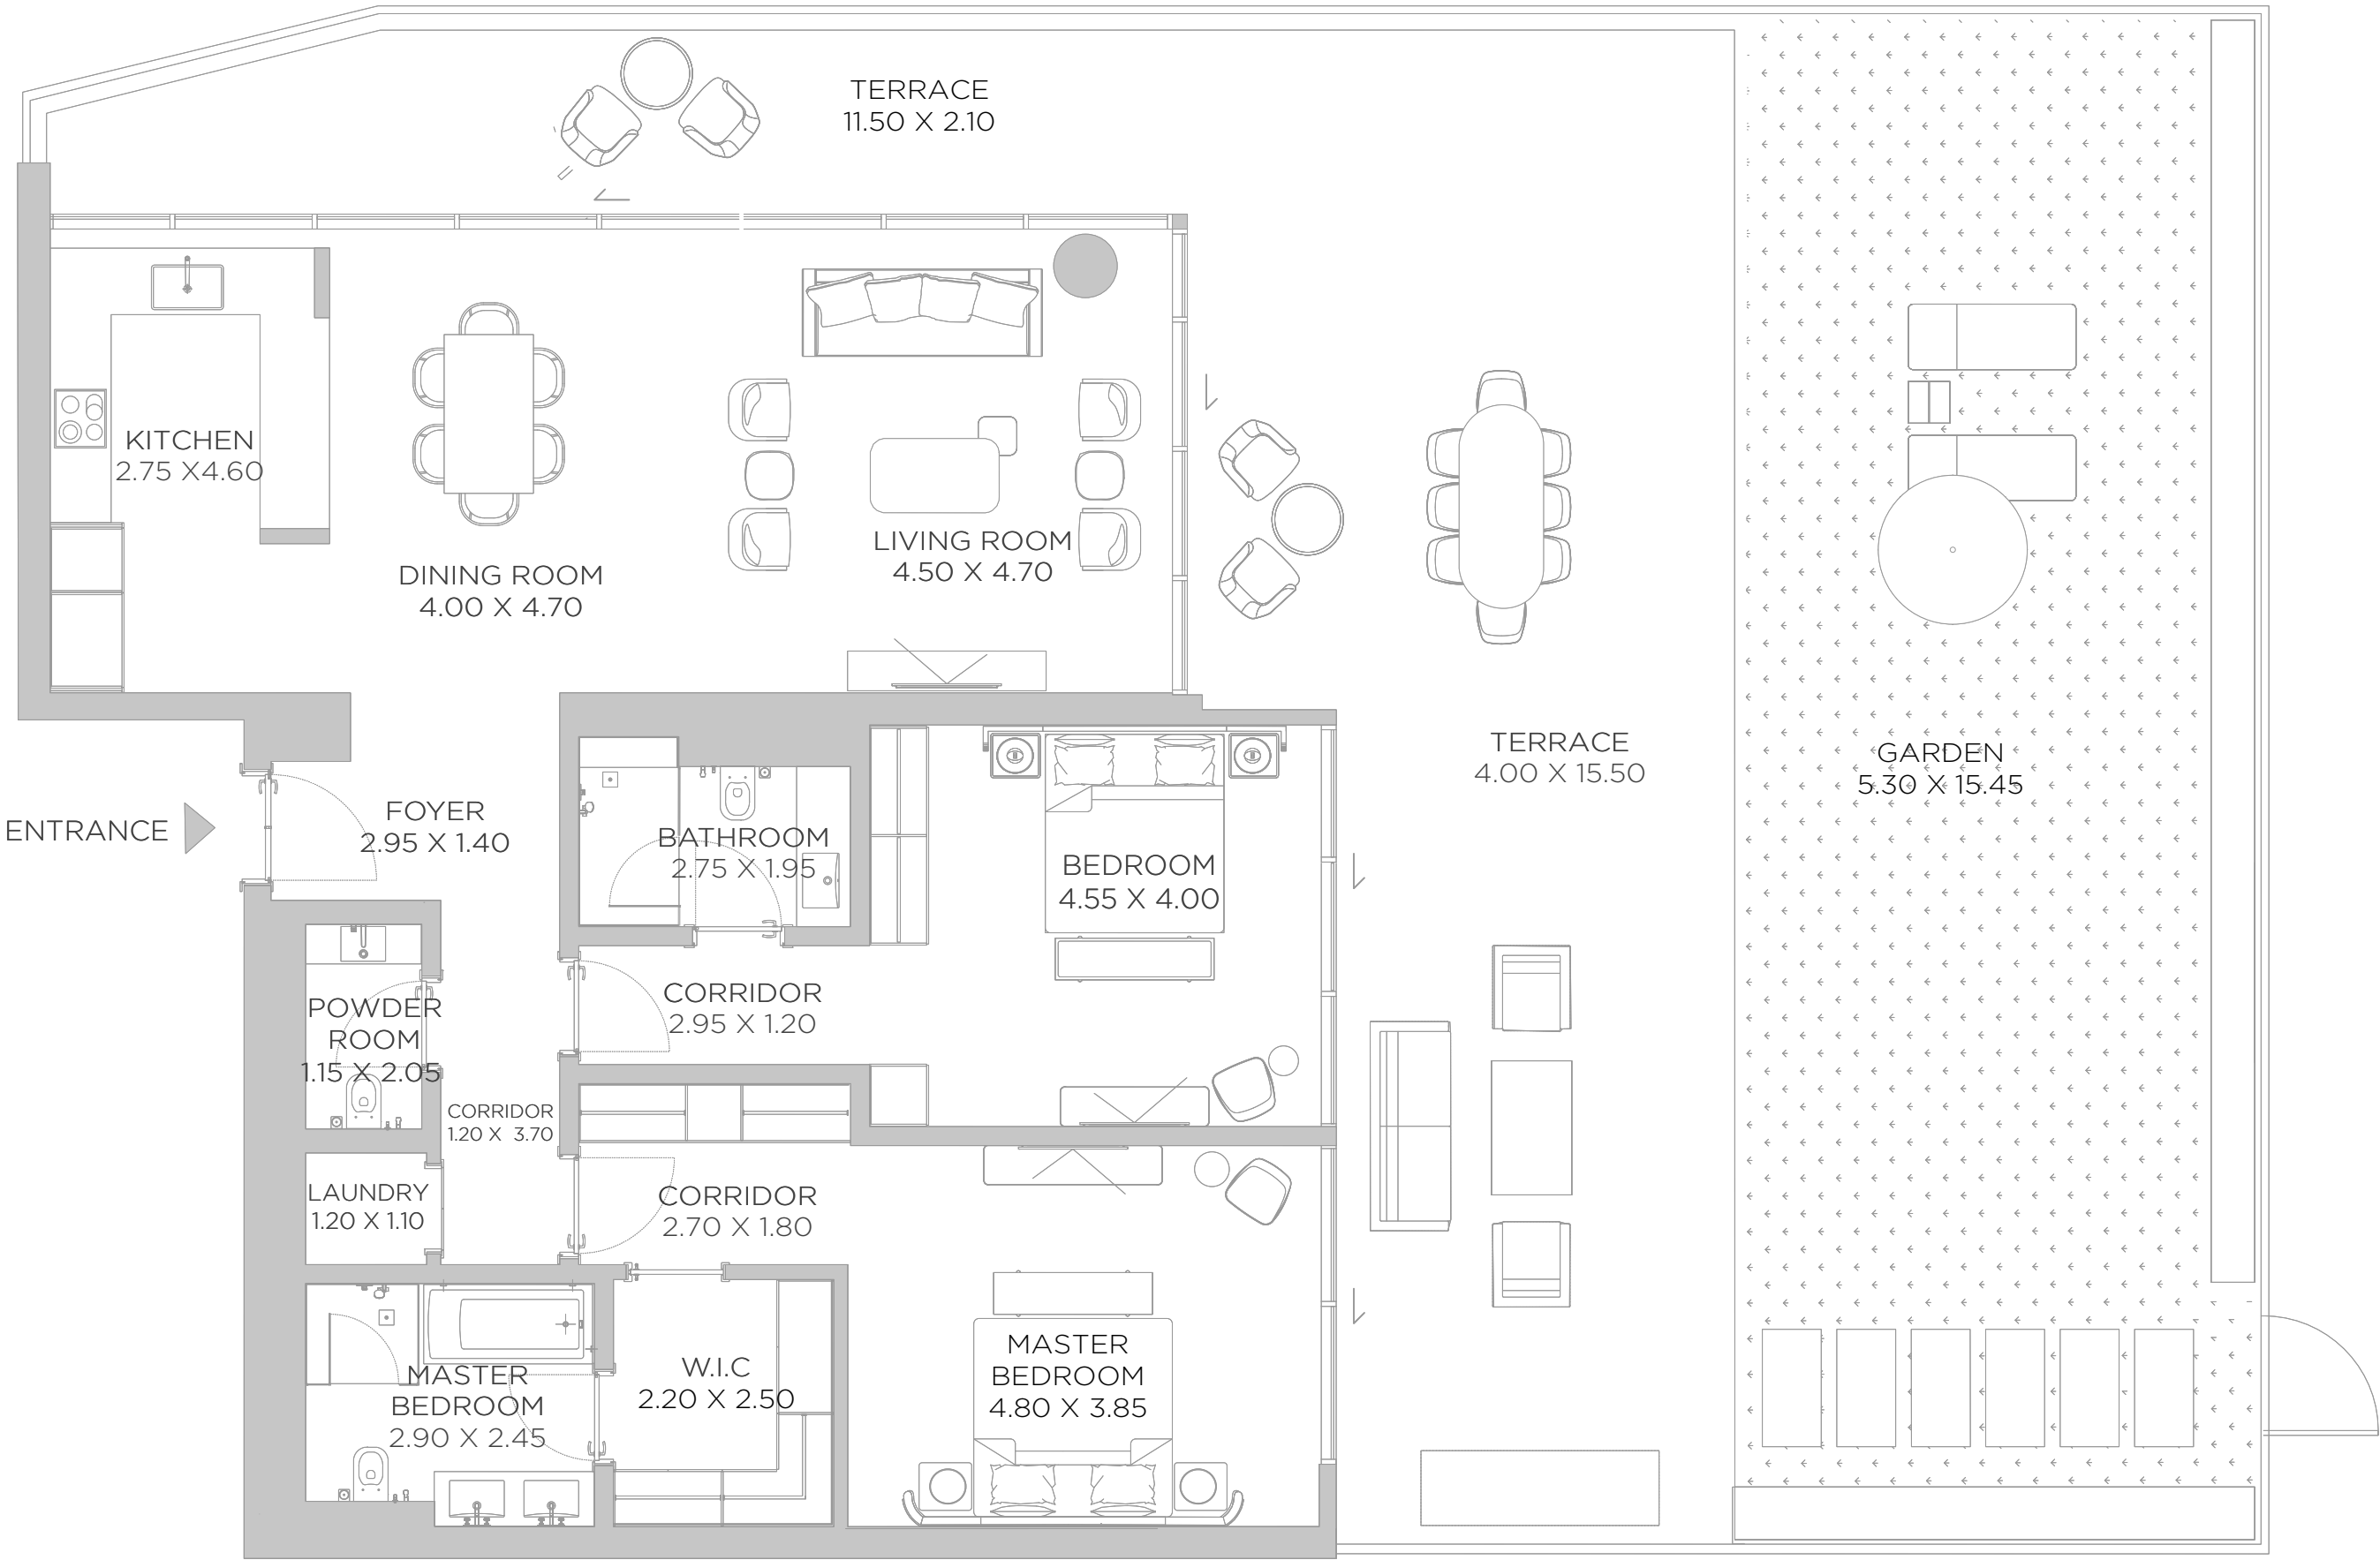 TERRACE
11.50 X 2.10
KITCHEN
2.75 X4.60
DINING ROOM
4.00 X 4.70
LIVING ROOM
4.50 X 4.70
TERRACE
4.00 X 15.50
GARDEN
5.30 X 15.45
ENTRANCE
FOYER
2.95 X 1.40
BATHROOM
2.75 X 1.95
BEDROOM
4.55 X 4.00
POWDER
ROOM
1.15 X 2.05
CORRIDOR
2.95 X 1.20
CORRIDOR
1.20 X 3.70
LAUNDRY
1.20 X 1.10
CORRIDOR
2.70 X 1.80
MASTER
BEDROOM
2.90 X 2.45
W.I.C
2.20 X 2.50
MASTER
BEDROOM
4.80 X 3.85